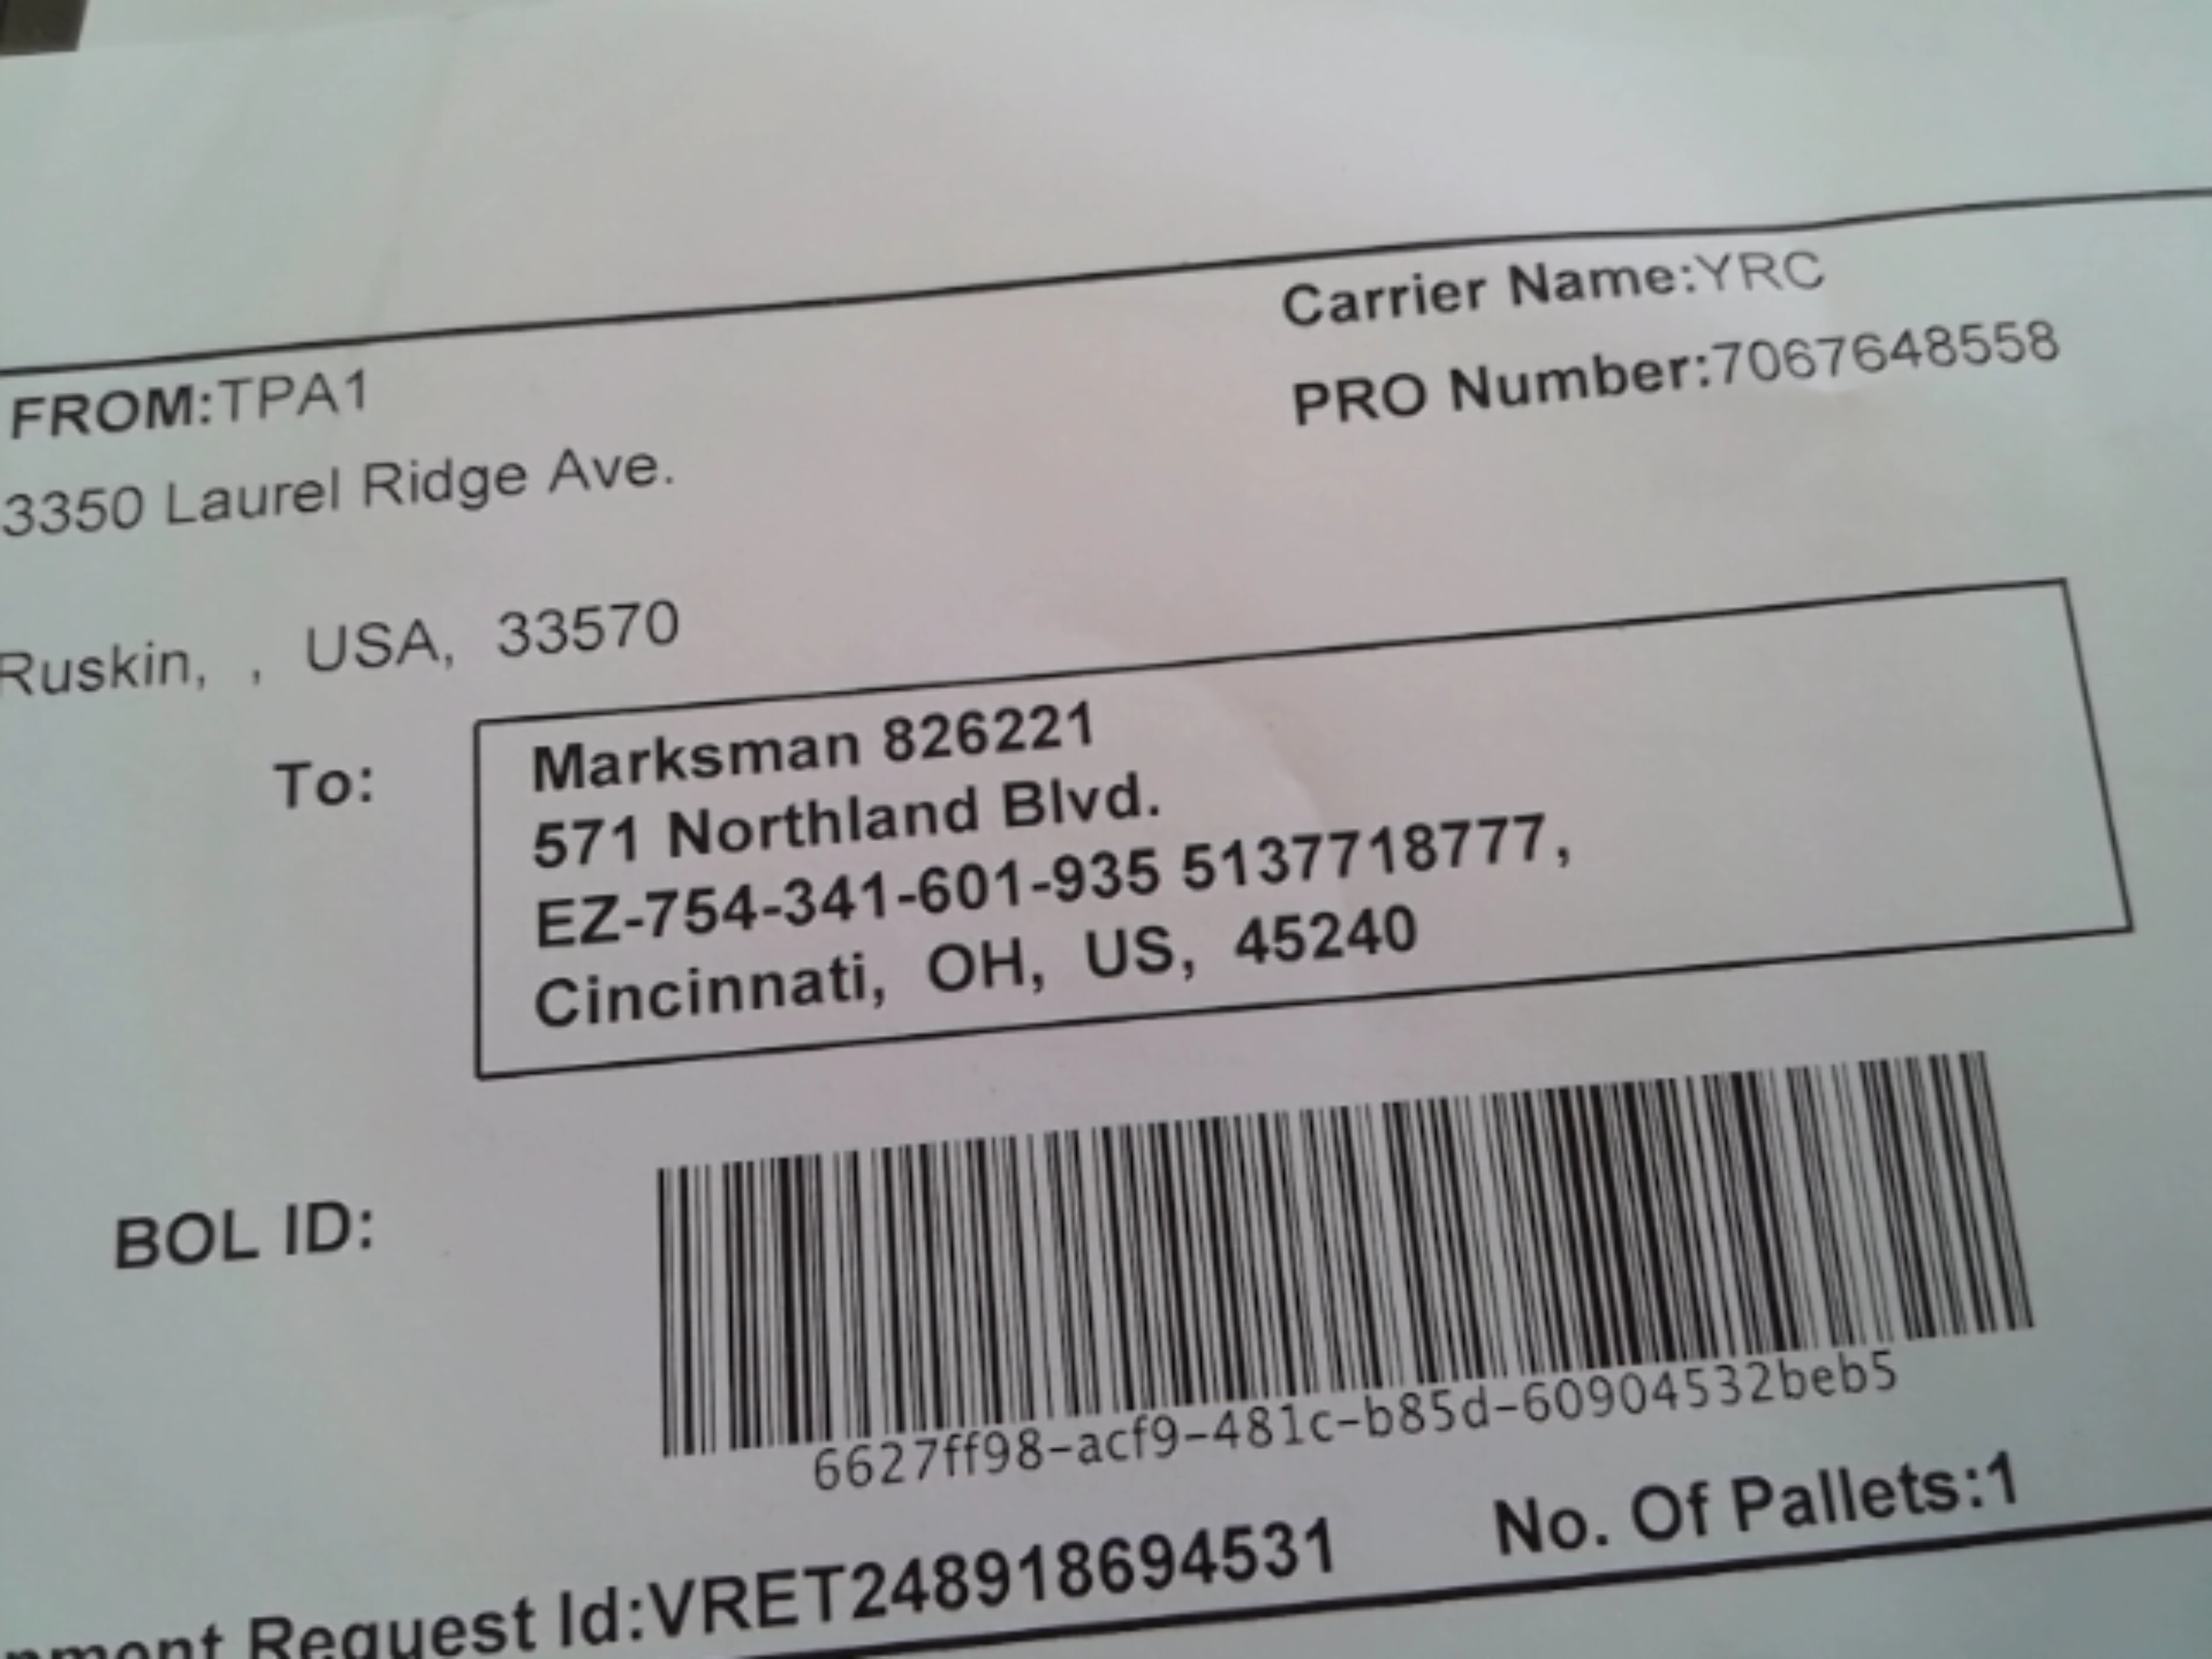 Carrier Name:YRC
PRO Number:7067648558
FROM:TPA1
3350 Laurel Ridge Ave.
Ruskin, , USA, 33570
To:
Marksman 826221
571 Northland Blvd.
EZ-754-341-601-935 5137718777,
Cincinnati, OH, US, 45240
BOL ID:
6627ff98-acf9-481c-b85d-60904532beb5
Request Id:VRET248918694531 No. Of Pallets:1